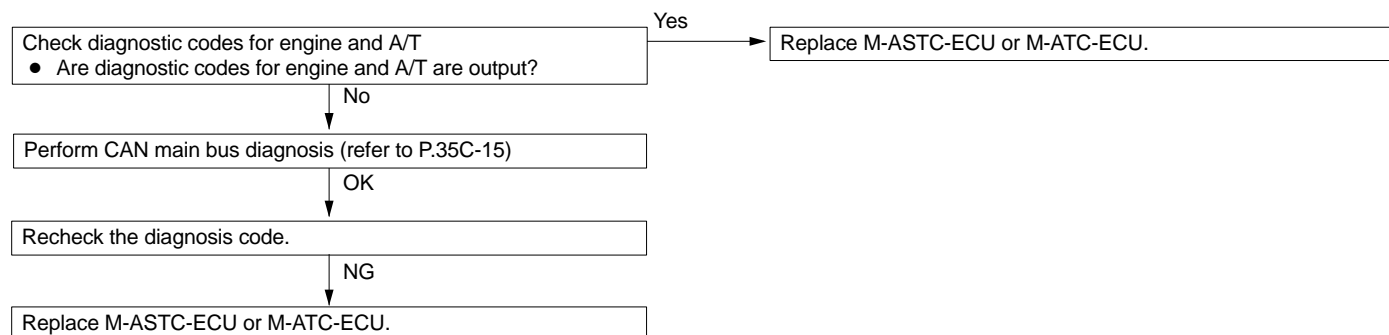 Yes
Check diagnostic codes for engine and A/T
● Are diagnostic codes for engine and A/T are output?
Replace M-ASTC-ECU or M-ATC-ECU.
No
Perform CAN main bus diagnosis (refer to P.35C-15)
OK
Recheck the diagnosis code.
NG
Replace M-ASTC-ECU or M-ATC-ECU.